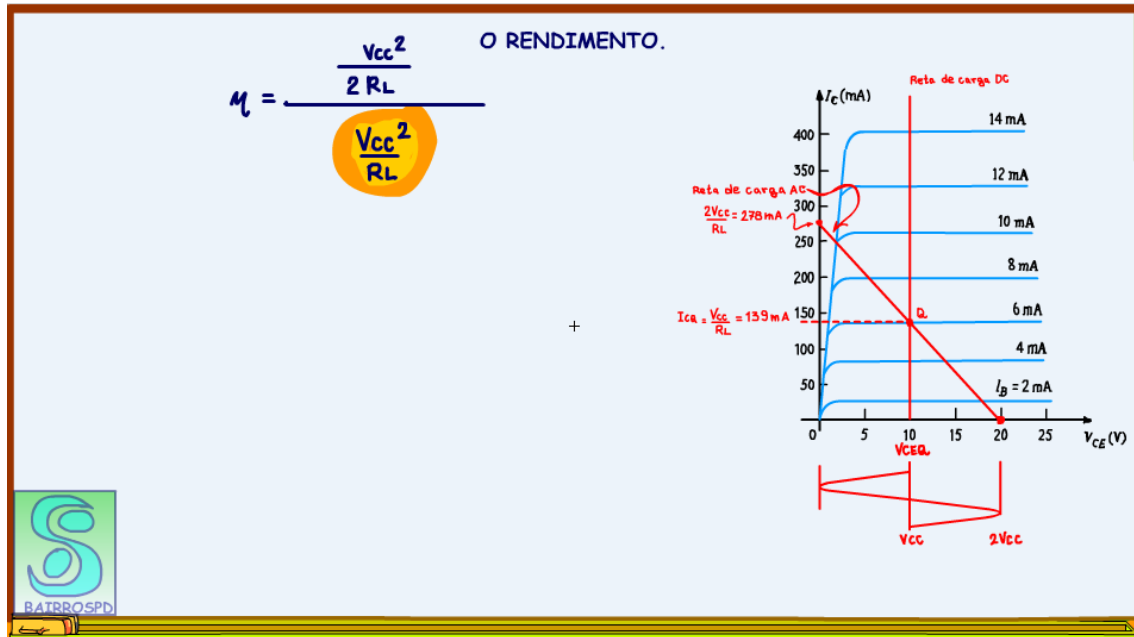 O RENDIMENTO.
η = 
Vcc²
2 RL
Vcc²
RL
Reta de carga DC
IC (mA)
400
350
300
250
200
150
100
50
0
14 mA
12 mA
10 mA
8 mA
6 mA
4 mA
IB = 2 mA
Reta de carga AC
2Vcc/RL = 278 mA
ICQ = Vcc/RL = 139 mA
Q
5
10
15
20
25
VCE (V)
VCEQ
VCC
2VCC
BAIRROSPD